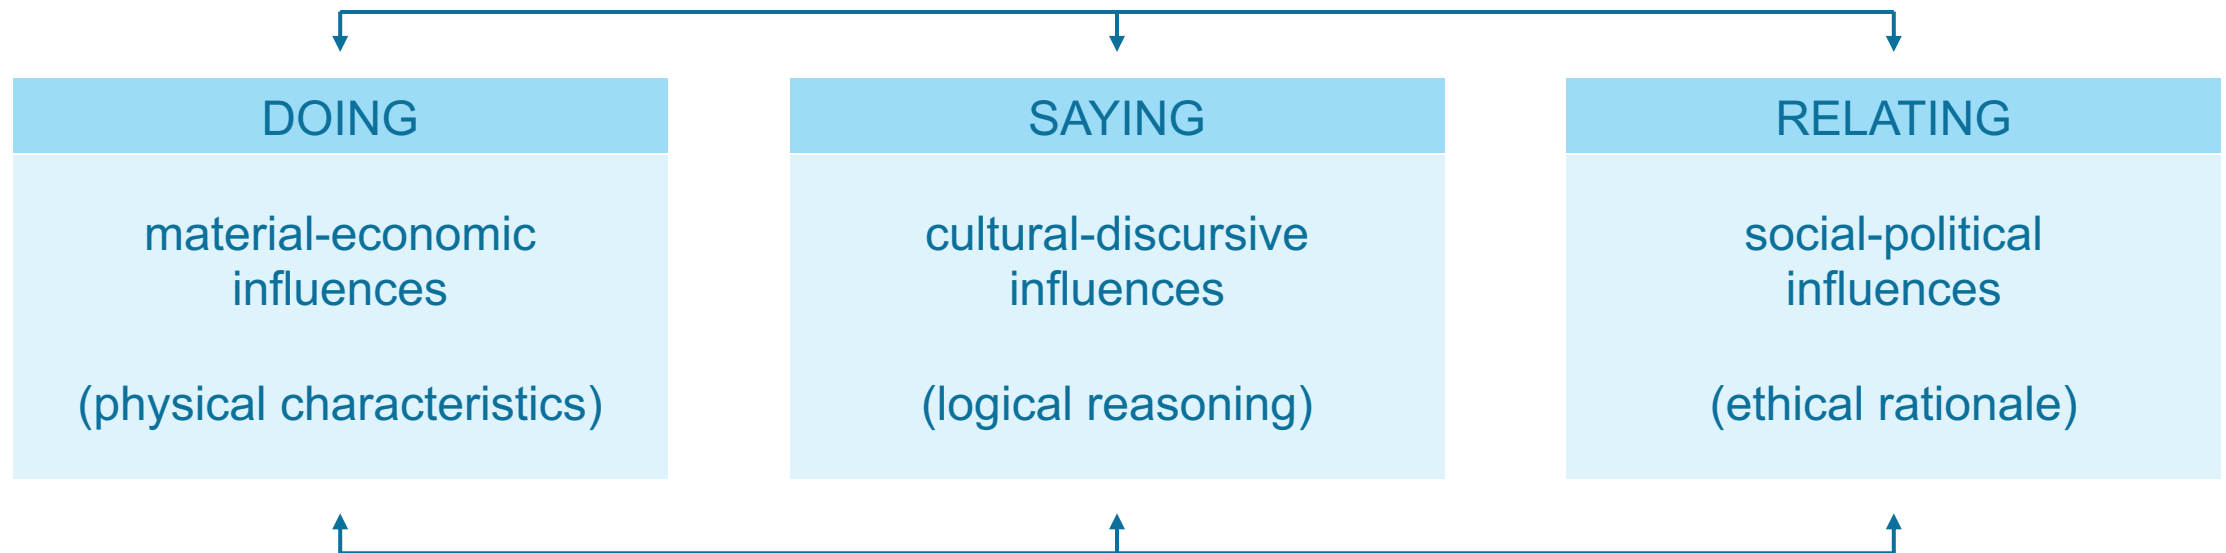 DOING
material-economic
influences
(physical characteristics)
SAYING
cultural-discursive
influences
(logical reasoning)
RELATING
social-political
influences
(ethical rationale)